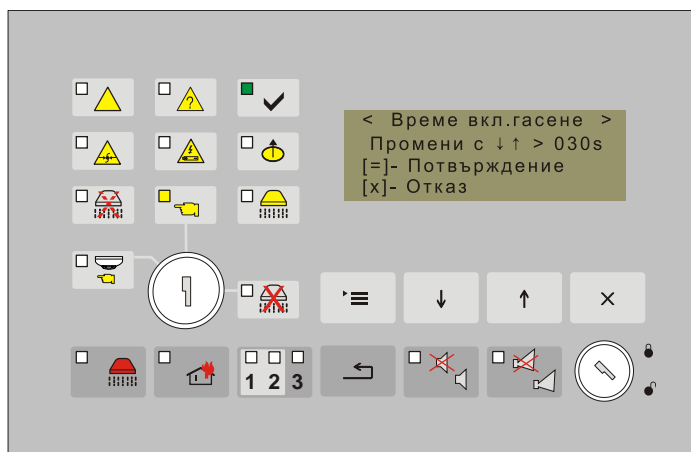 ?
< Време вкл.гасене >
Промени с ↓↑ > 030s
[=]- Потвърждение
[x]- Отказ
1 2 3